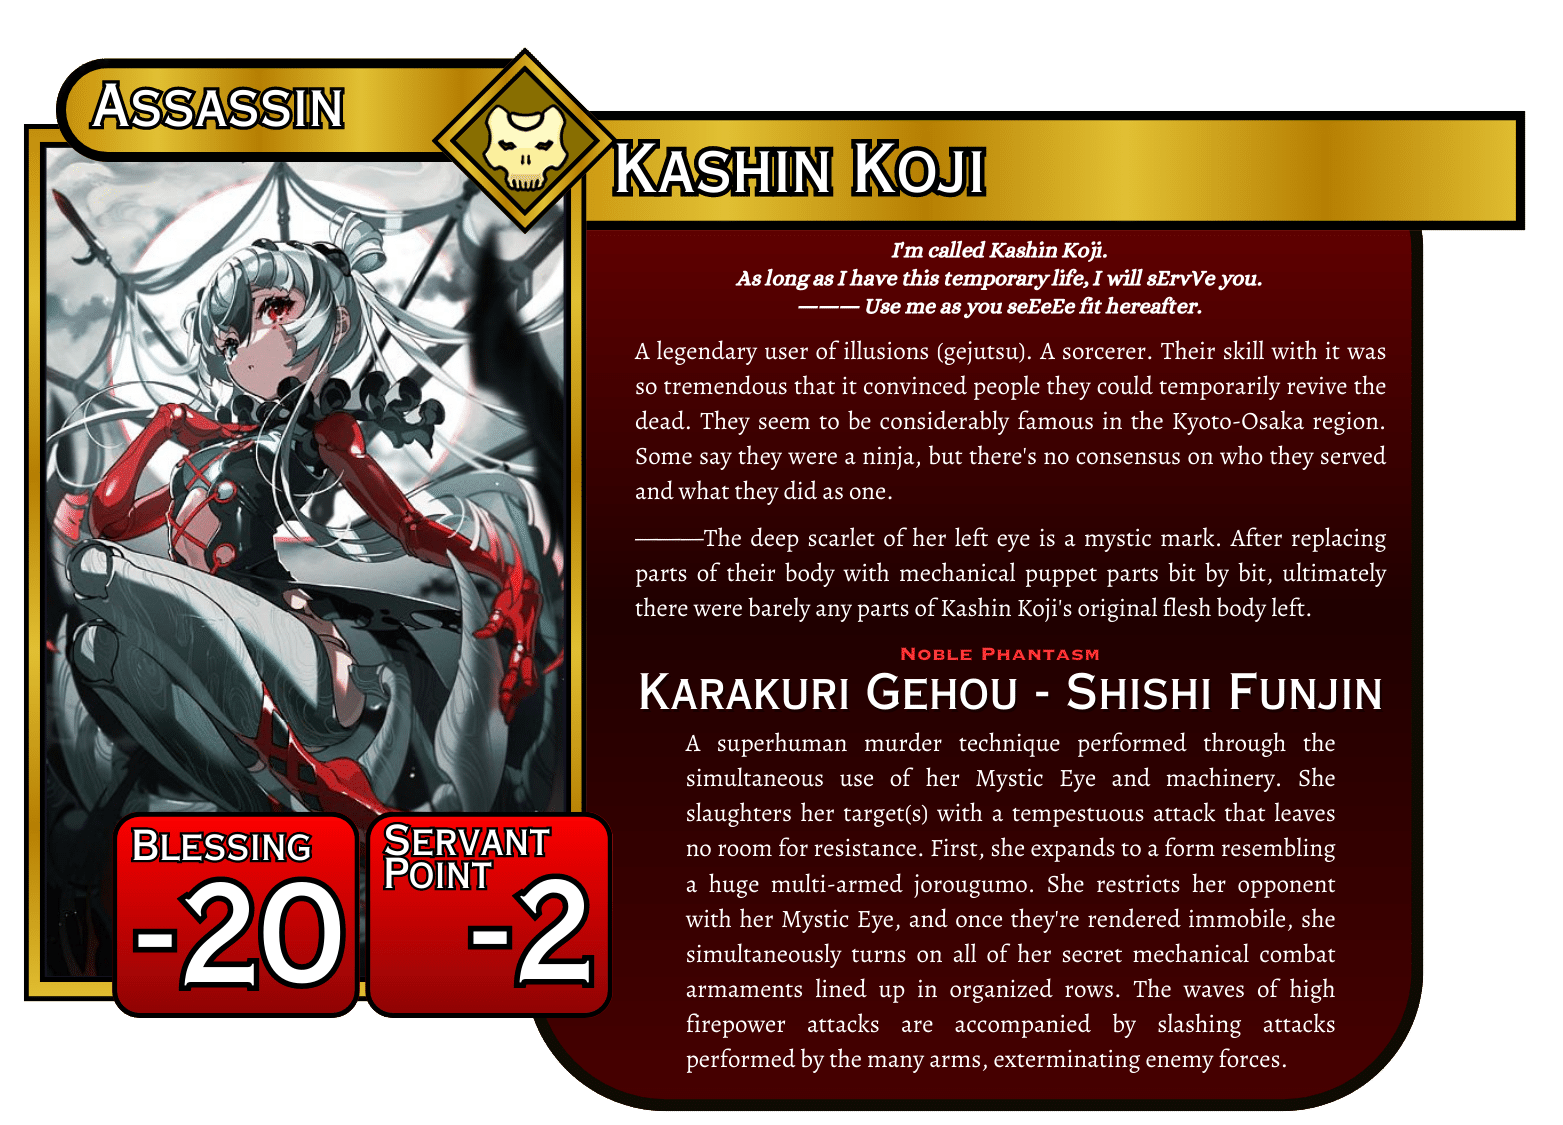 ASSASSIN
KASHIN KOJI
I'm called Kashin Koji.
As long as I have this temporary life, I will sErvVe you.
——— Use me as you seEeEe fit hereafter.
A legendary user of illusions (gejutsu). A sorcerer. Their skill with it was
so tremendous that it convinced people they could temporarily revive the
dead. They seem to be considerably famous in the Kyoto-Osaka region.
Some say they were a ninja, but there's no consensus on who they served
and what they did as one.
———The deep scarlet of her left eye is a mystic mark. After replacing
parts of their body with mechanical puppet parts bit by bit, ultimately
there were barely any parts of Kashin Koji's original flesh body left.
NOBLE PHANTASM
KARAKURI GEHOU - SHISHI FUNJIN
A superhuman murder technique performed through the
simultaneous use of her Mystic Eye and machinery. She
slaughters her target(s) with a tempestuous attack that leaves
no room for resistance. First, she expands to a form resembling
a huge multi-armed jorougumo. She restricts her opponent
with her Mystic Eye, and once they're rendered immobile, she
simultaneously turns on all of her secret mechanical combat
armaments lined up in organized rows. The waves of high
firepower attacks are accompanied by slashing attacks
performed by the many arms, exterminating enemy forces.
BLESSING
-20
SERVANT
POINT
-2